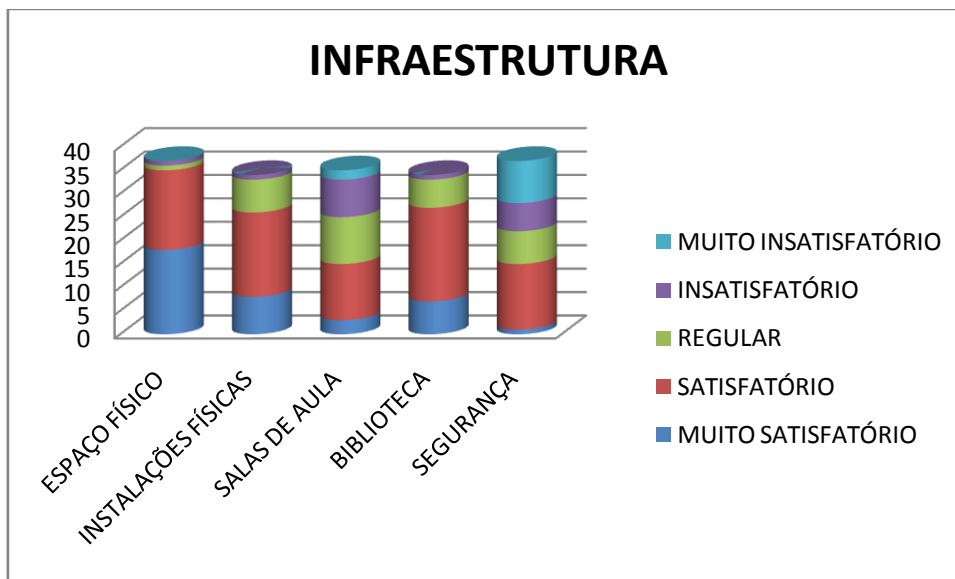 INFRAESTRUTURA
40
35
30
25
20
15
10
5
0
ESPAÇO FÍSICO
INSTALAÇÕES FÍSICAS
SALAS DE AULA
BIBLIOTECA
SEGURANÇA
MUITO INSATISFATÓRIO
INSATISFATÓRIO
REGULAR
SATISFATÓRIO
MUITO SATISFATÓRIO